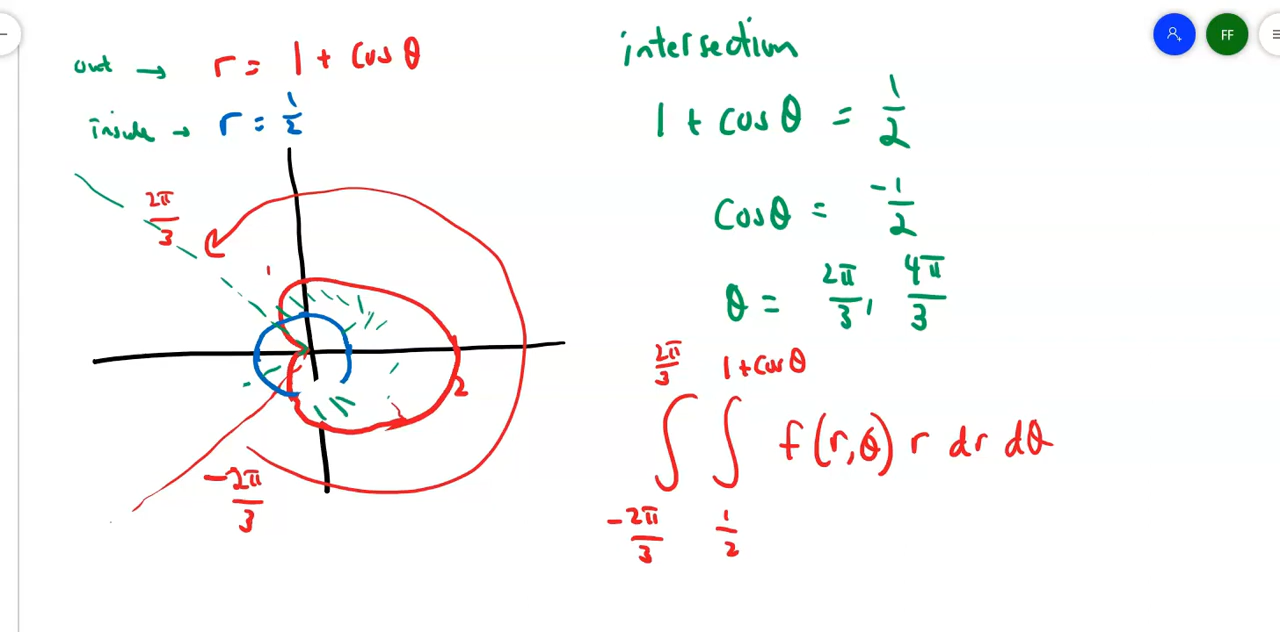 out → r = 1 + cos θ
inside → r = 1/2
2π/3
2
-2π/3
intersection
1 + cos θ = 1/2
cos θ = -1/2
θ = 2π/3, 4π/3
∫_{-2π/3}^{2π/3} ∫_{1/2}^{1+cos θ} f(r,θ) r dr dθ
FF